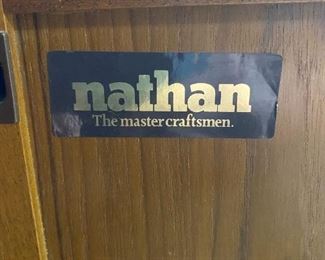 nathan
The master craftsmen.